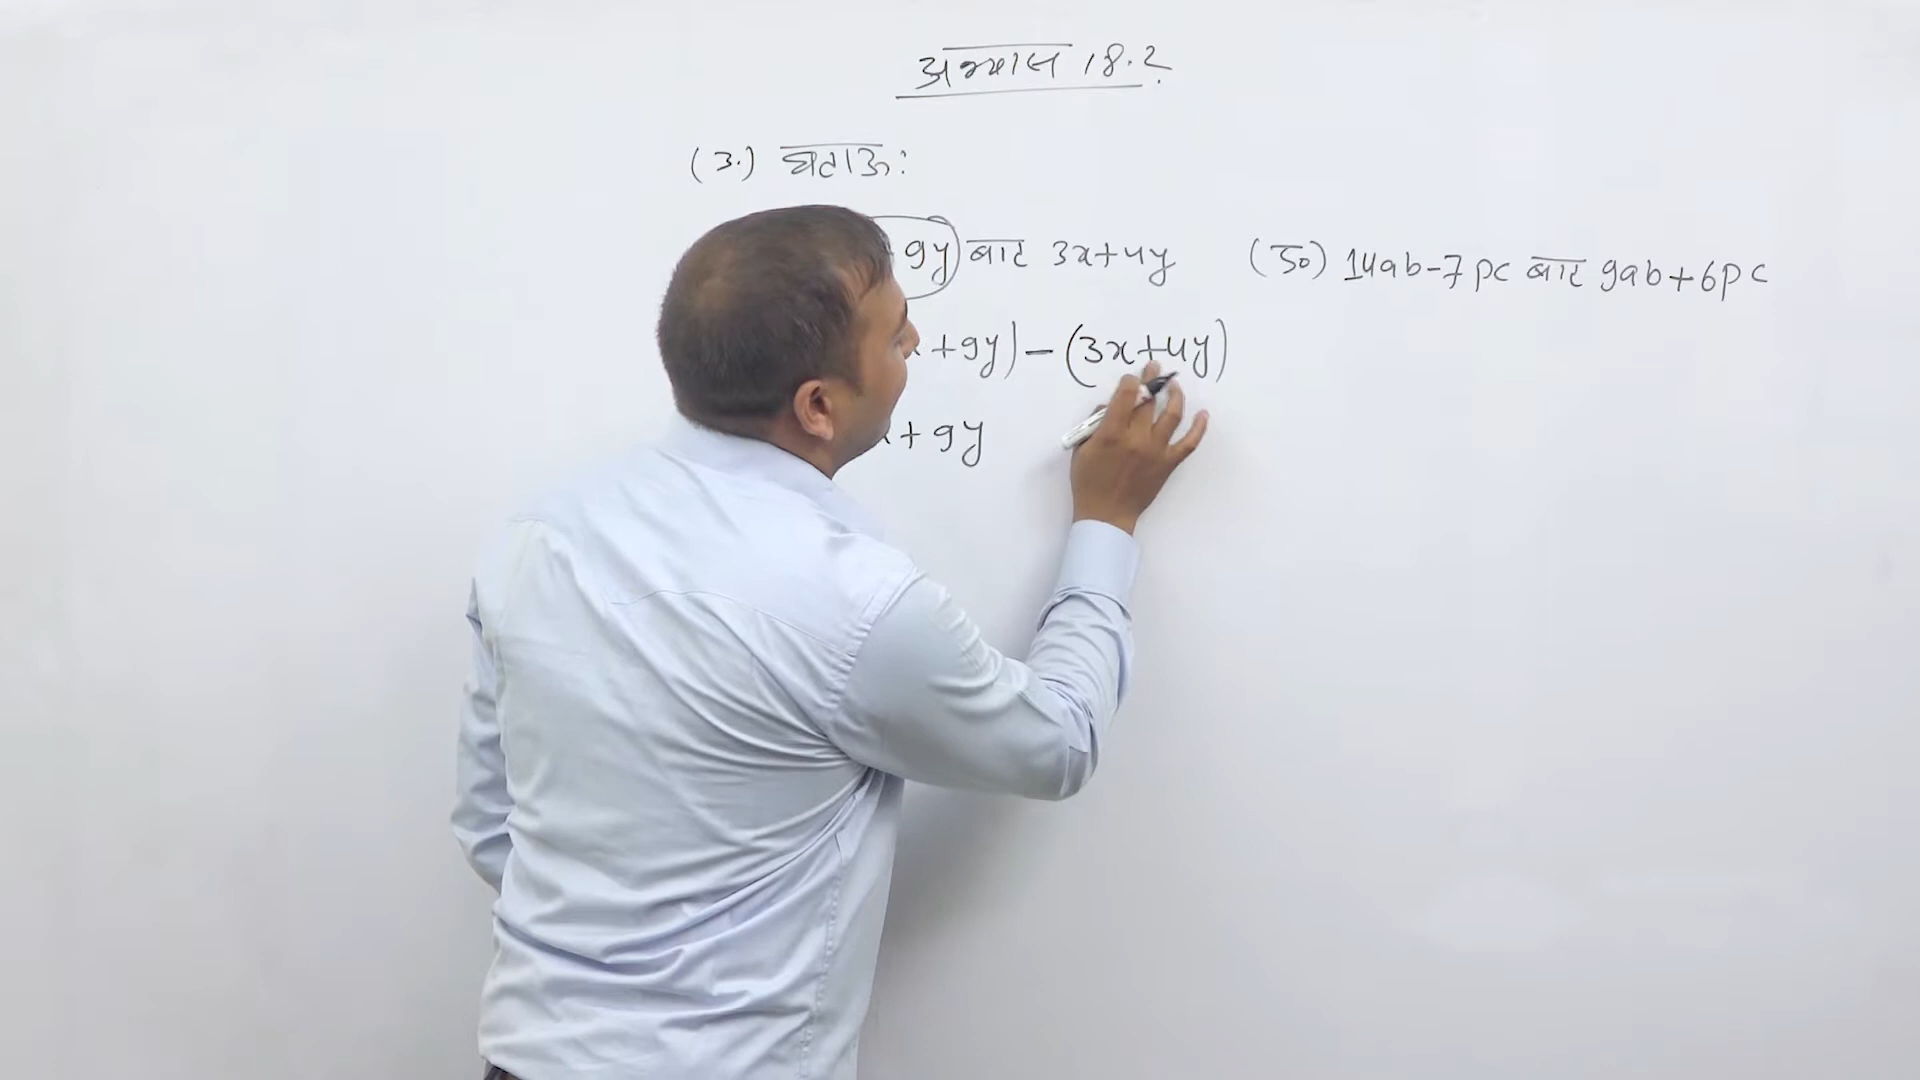 अभ्यास 18.2
(3.) घटाऊ:
9y) बाट 3x+4y (ङ) 14ab-7pc बाट 9ab+6pc
+9y) - (3x+4y)
+ 9y